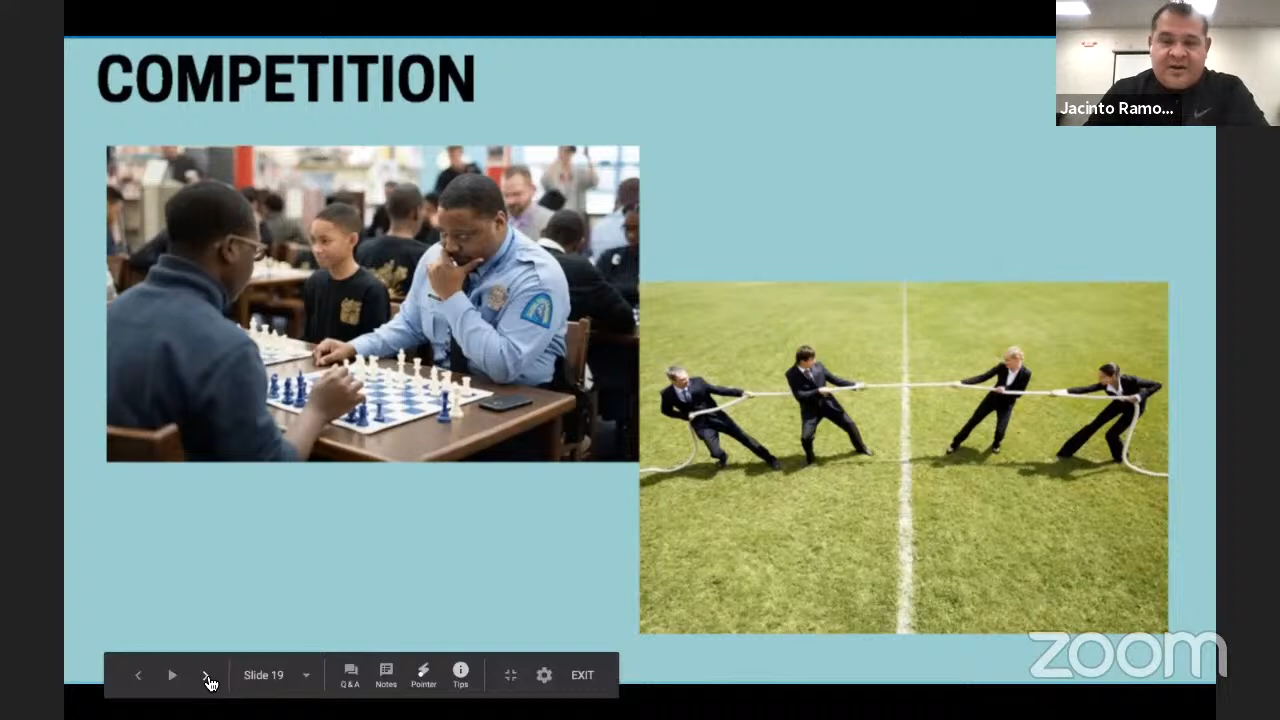 COMPETITION
Jacinto Ramo...
Slide 19
Q & A
Notes
Pointer
Tips
EXIT
zoom